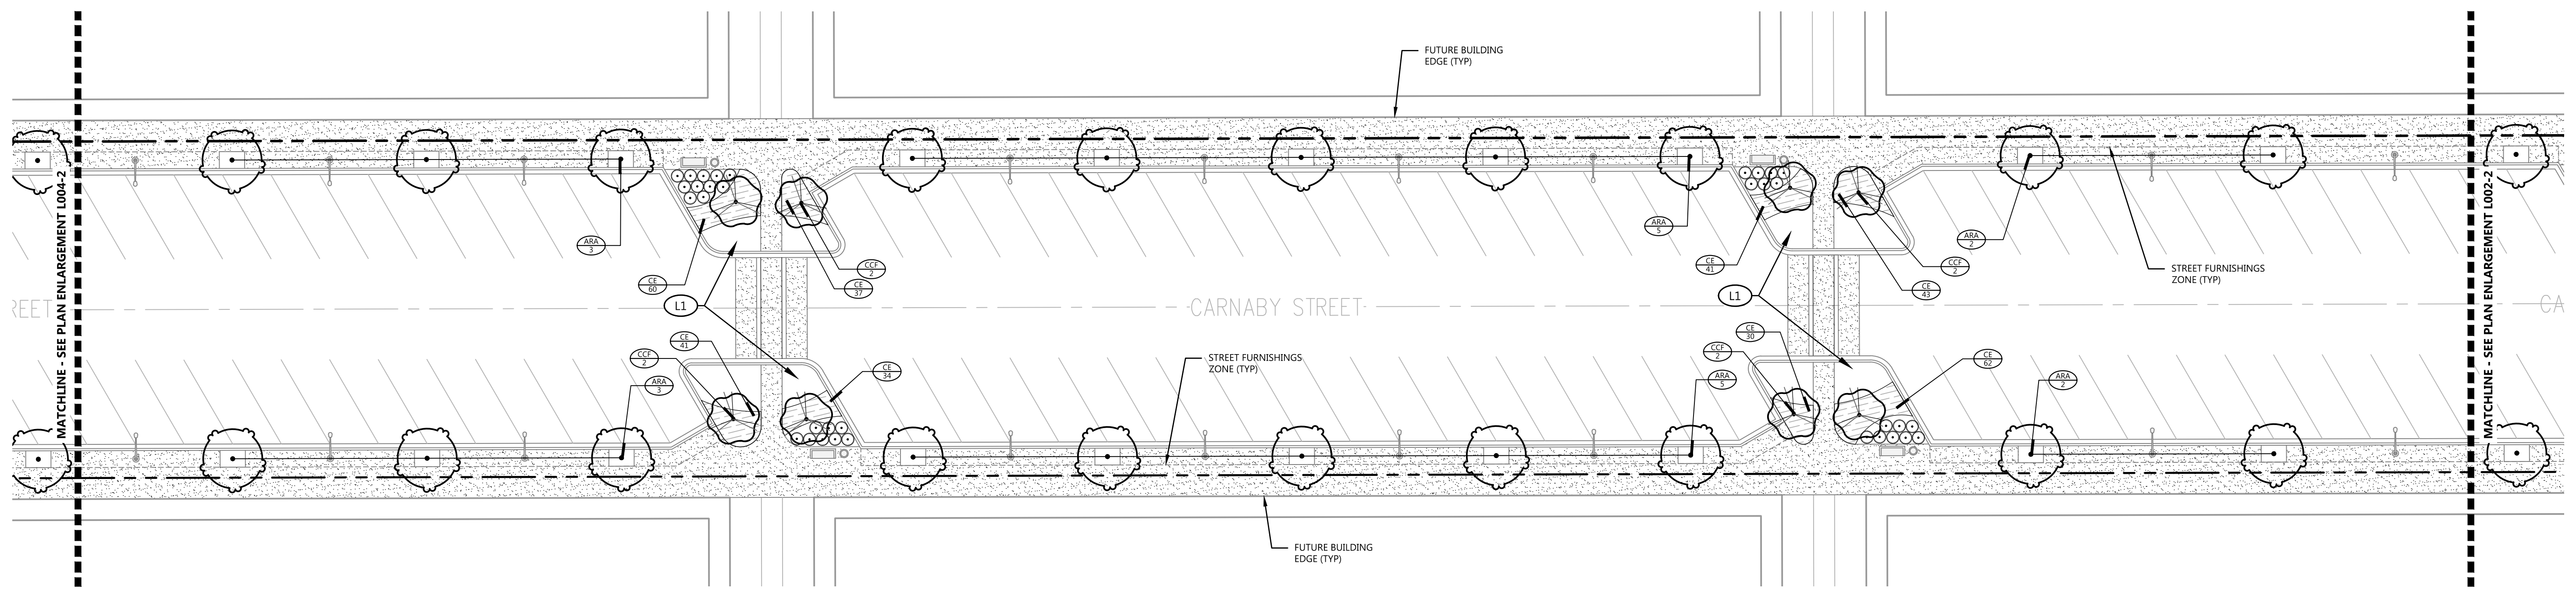 FUTURE BUILDING
EDGE (TYP)
MATCHLINE - SEE PLAN ENLARGEMENT L004-2
MATCHLINE - SEE PLAN ENLARGEMENT L002-2
ARA
3
CE
60
CCF
2
CE
37
L1
ARA
5
CE
41
CCF
2
CE
43
L1
ARA
2
STREET FURNISHINGS
ZONE (TYP)
REET
CARNABY STREET
CA
CE
41
CCF
2
ARA
3
CE
34
STREET FURNISHINGS
ZONE (TYP)
CE
30
CCF
2
ARA
5
CE
62
ARA
2
FUTURE BUILDING
EDGE (TYP)